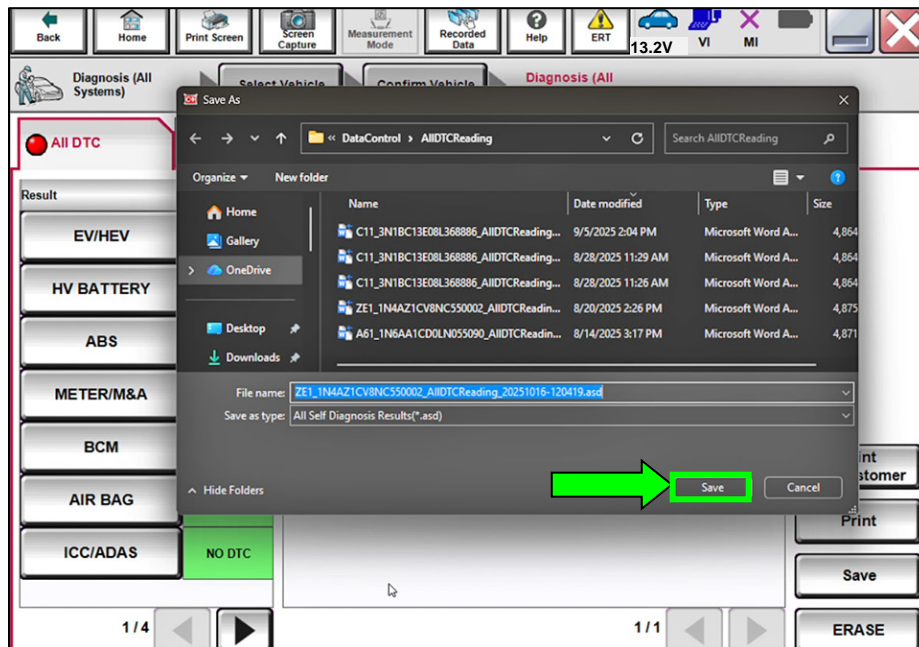 Back
Home
Print Screen
Screen
Capture
Measurement
Mode
Recorded
Data
Help
ERT
13.2V
VI
MI
Diagnosis (All
Systems)
Select Vehicle
Confirm Vehicle
Diagnosis (All
Save As
« DataControl › AllDTCReading
Search AllDTCReading
Organize
New folder
All DTC
Result
EV/HEV
HV BATTERY
ABS
METER/M&A
BCM
AIR BAG
ICC/ADAS
NO DTC
Home
Gallery
OneDrive
Desktop
Downloads
Name Date modified Type Size
C11_3N1BC13E08L368886_AllDTCReading... 9/5/2025 2:04 PM Microsoft Word A... 4,864
C11_3N1BC13E08L368886_AllDTCReading... 8/28/2025 11:29 AM Microsoft Word A... 4,864
C11_3N1BC13E08L368886_AllDTCReading... 8/28/2025 11:26 AM Microsoft Word A... 4,864
ZE1_1N4AZ1CV8NC550002_AllDTCReadin... 8/20/2025 2:26 PM Microsoft Word A... 4,875
A61_1N6AA1CD0LN055090_AllDTCReadin... 8/14/2025 3:17 PM Microsoft Word A... 4,871
File name: ZE1_1N4AZ1CV8NC550002_AllDTCReading_20251016-120419.asd
Save as type: All Self Diagnosis Results(*.asd)
Hide Folders
Save
Cancel
Print
Save
ERASE
1/4
1/1